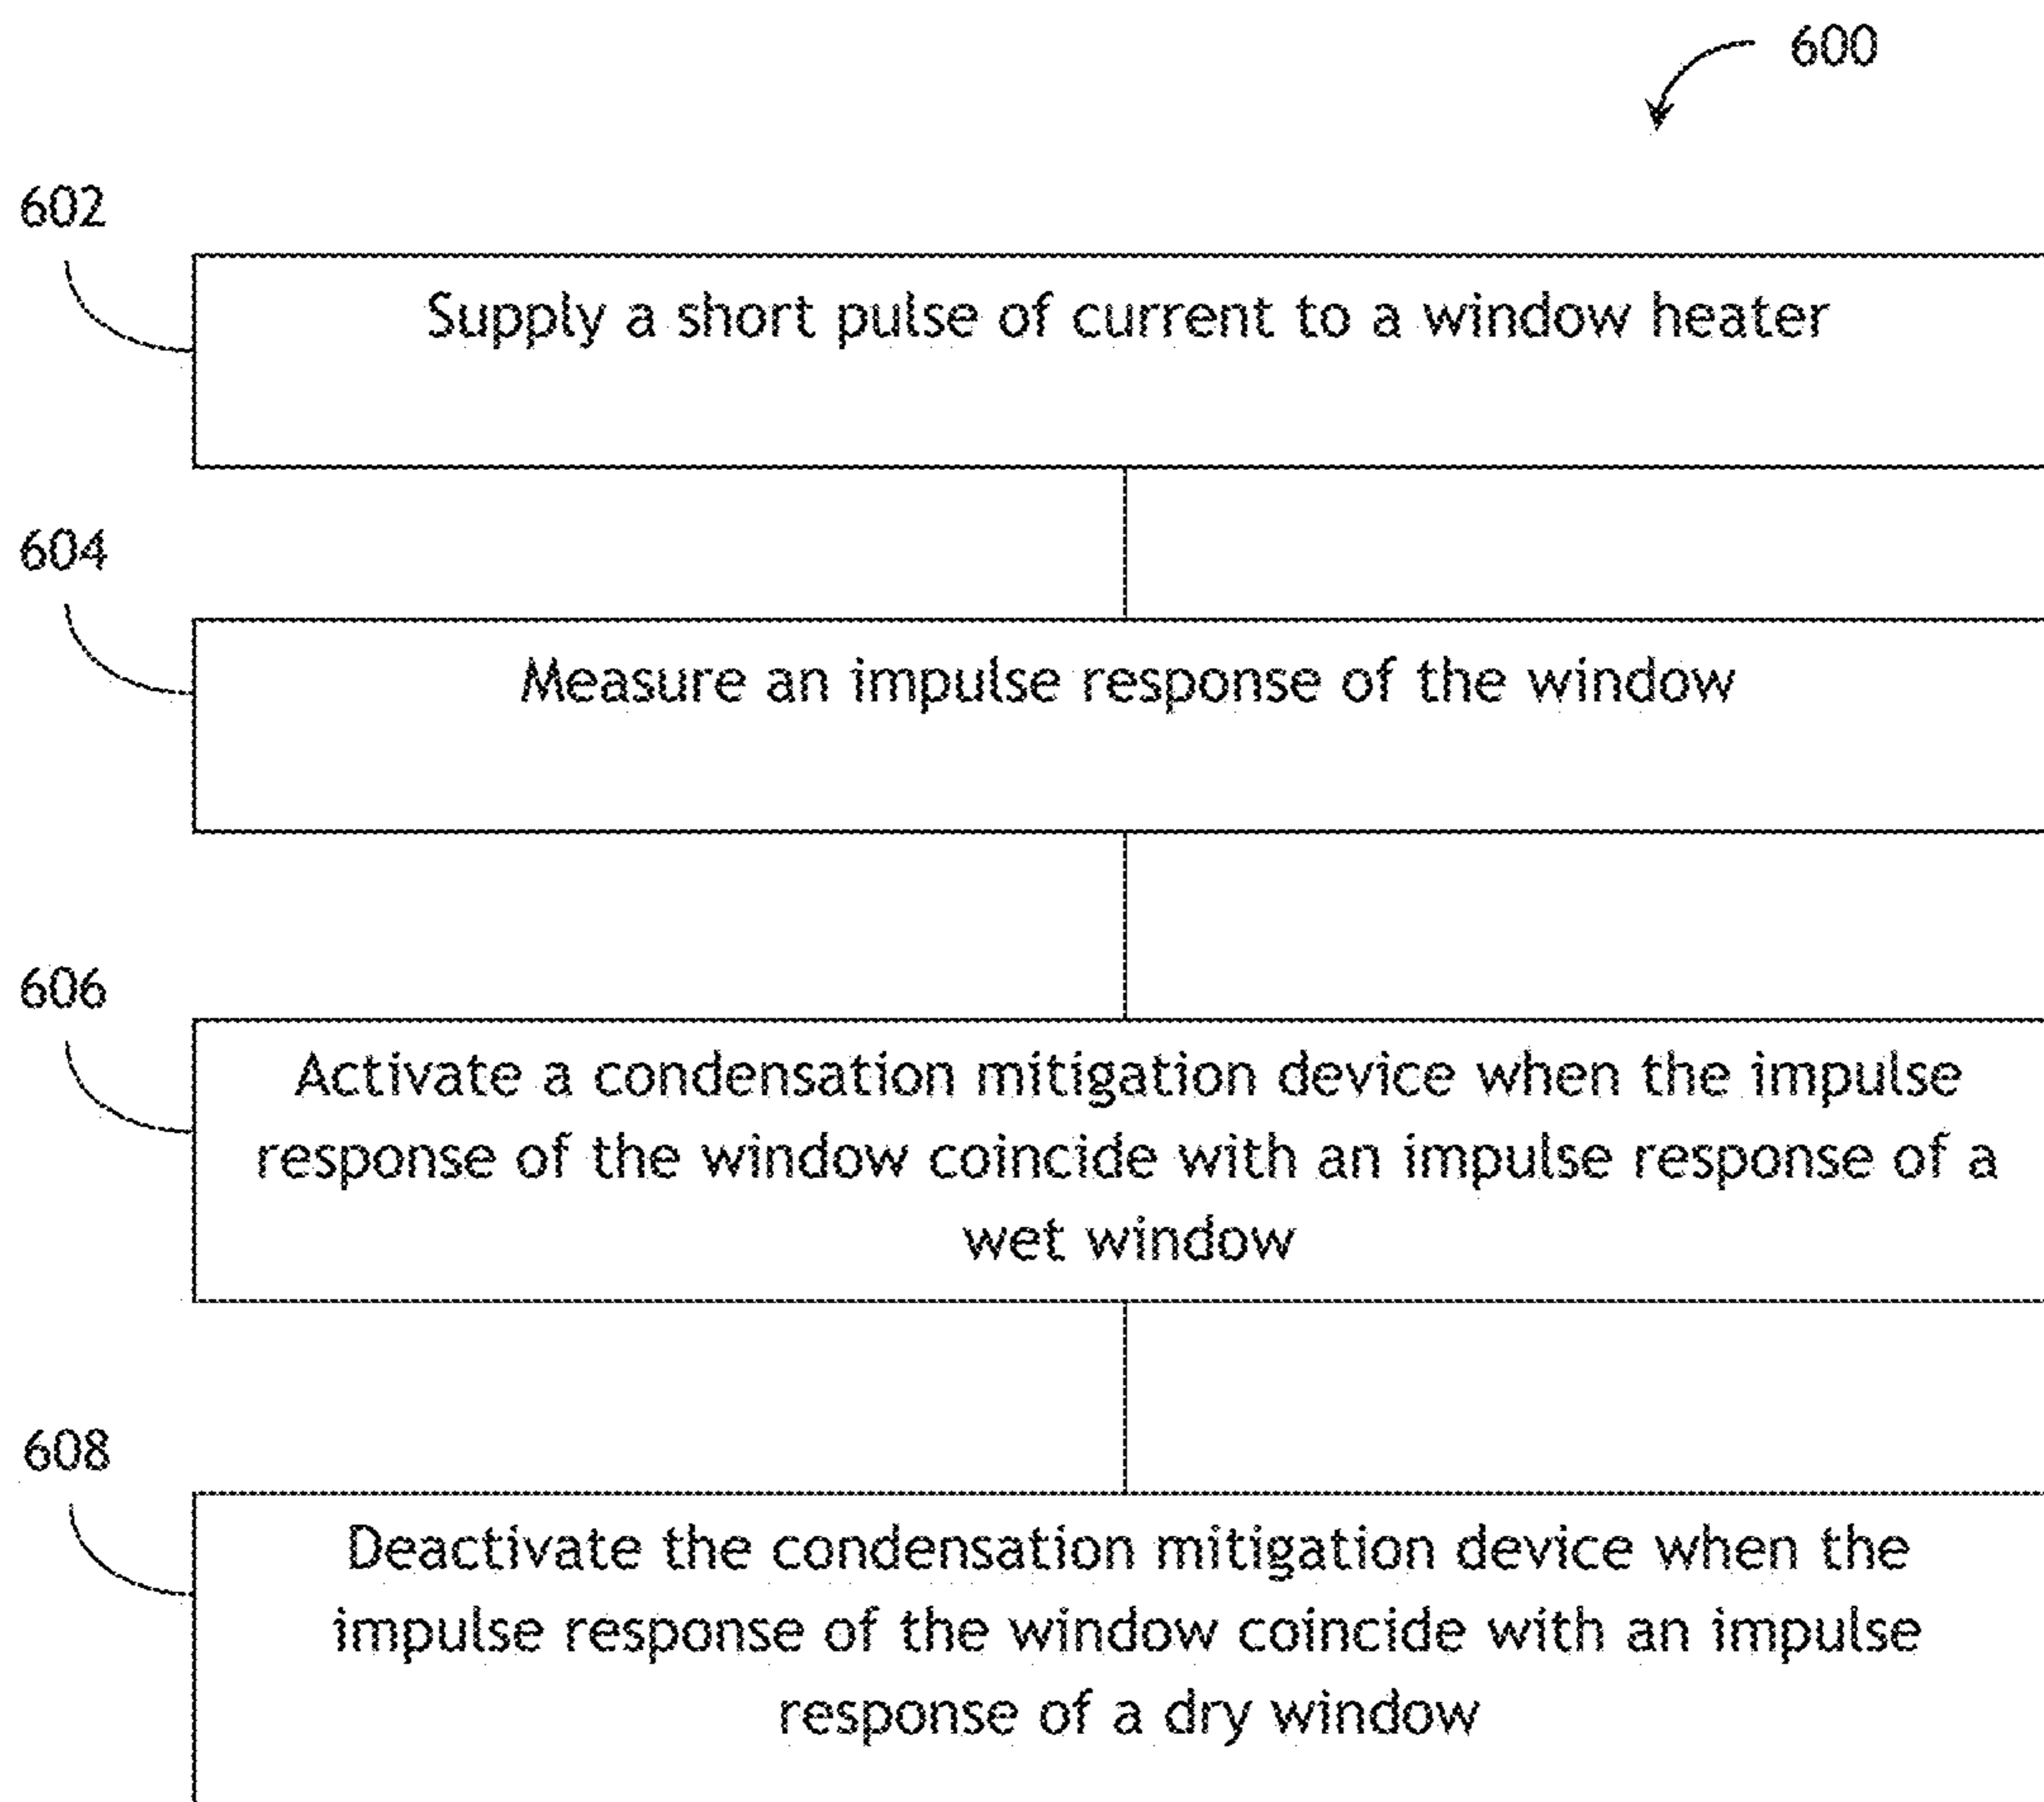 600
602
Supply a short pulse of current to a window heater
604
Measure an impulse response of the window
606
Activate a condensation mitigation device when the impulse
response of the window coincide with an impulse response of a
wet window
608
Deactivate the condensation mitigation device when the
impulse response of the window coincide with an impulse
response of a dry window